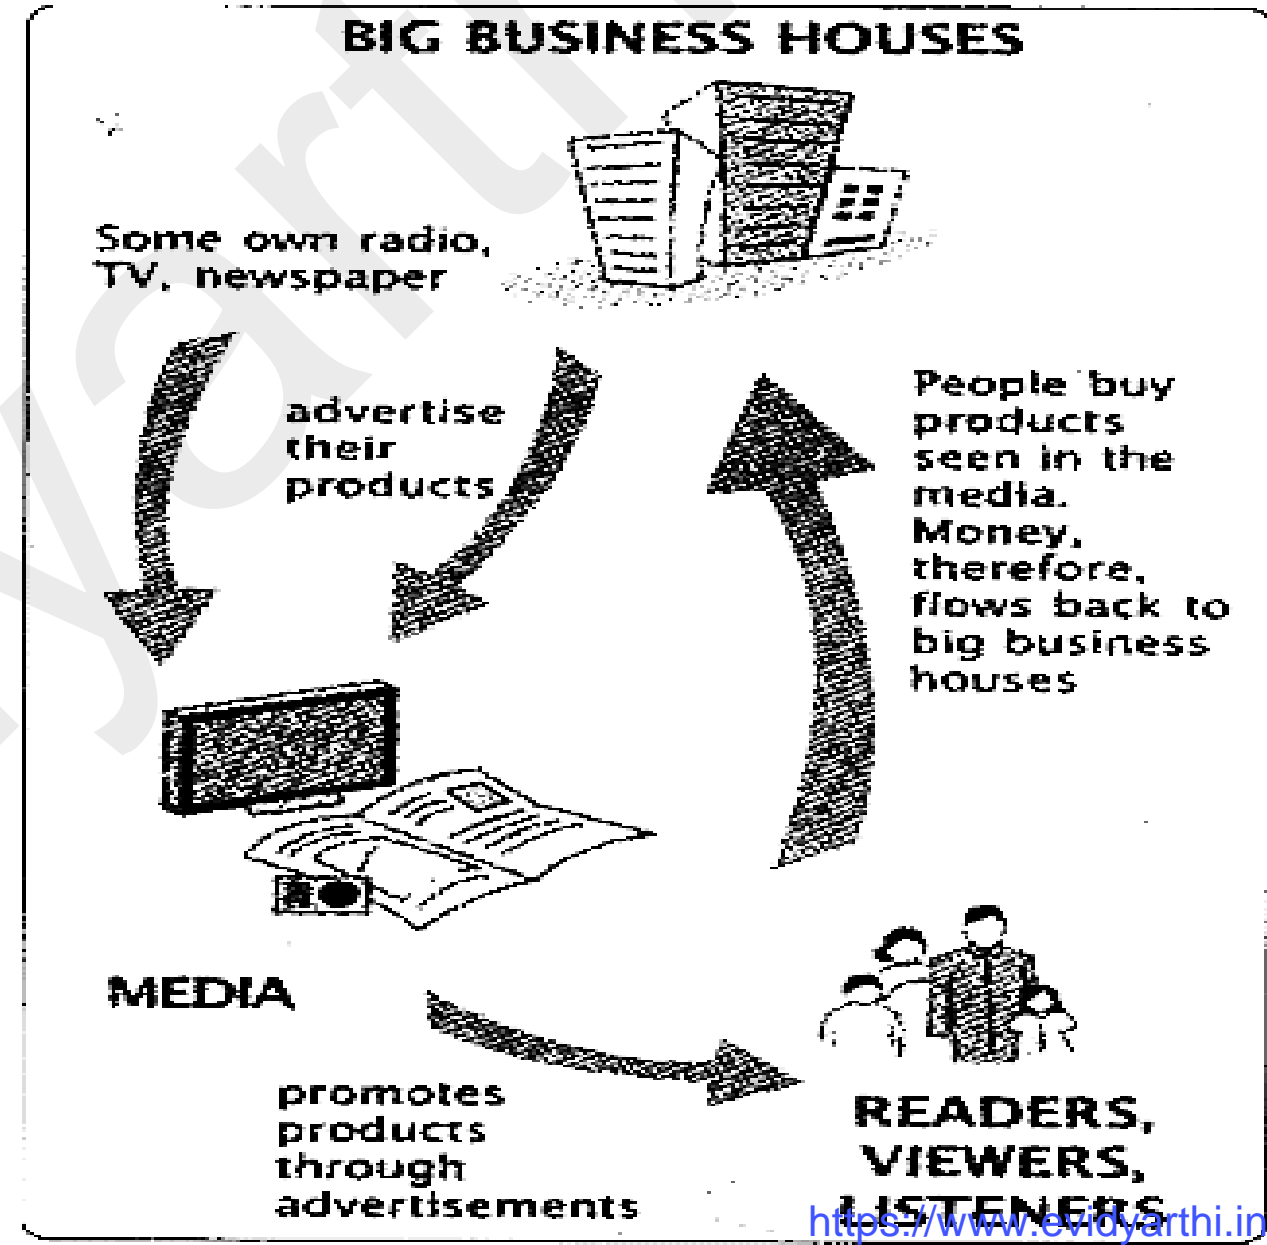 BIG BUSINESS HOUSES
Some own radio,
TV, newspaper
advertise
their
products
People buy
products
seen in the
media.
Money,
therefore,
flows back to
big business
houses
MEDIA
promotes
products
through
advertisements
READERS,
VIEWERS,
LISTENERS
https://www.evidyarthi.in